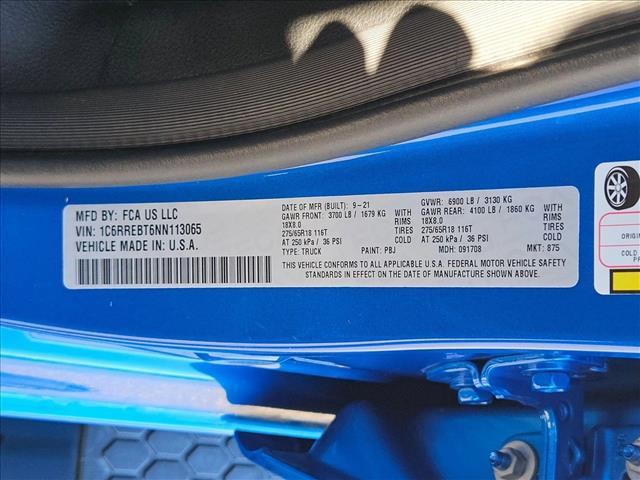 MFD BY: FCA US LLC
VIN: 1C6RREBT6NN113065
VEHICLE MADE IN U.S.A.
DATE OF MFR (BUILT): 9-21
GAWR FRONT: 3700 LB / 1679 KG WITH
18X8.0 RIMS
275/65R18 116T TIRES
AT 250 kPa / 36 PSI COLD
TYPE: TRUCK PAINT: PBJ
GVWR: 6900 LB / 3130 KG
GAWR REAR: 4100 LB / 1860 KG WITH
18X8.0 RIMS
275/65R18 116T TIRES
AT 250 kPa / 36 PSI COLD
MDH: 091708 MKT: 875
THIS VEHICLE CONFORMS TO ALL APPLICABLE U.S.A. FEDERAL MOTOR VEHICLE SAFETY
STANDARDS IN EFFECT ON THE DATE OF MANUFACTURE SHOWN ABOVE.
ORIGIN
COLD